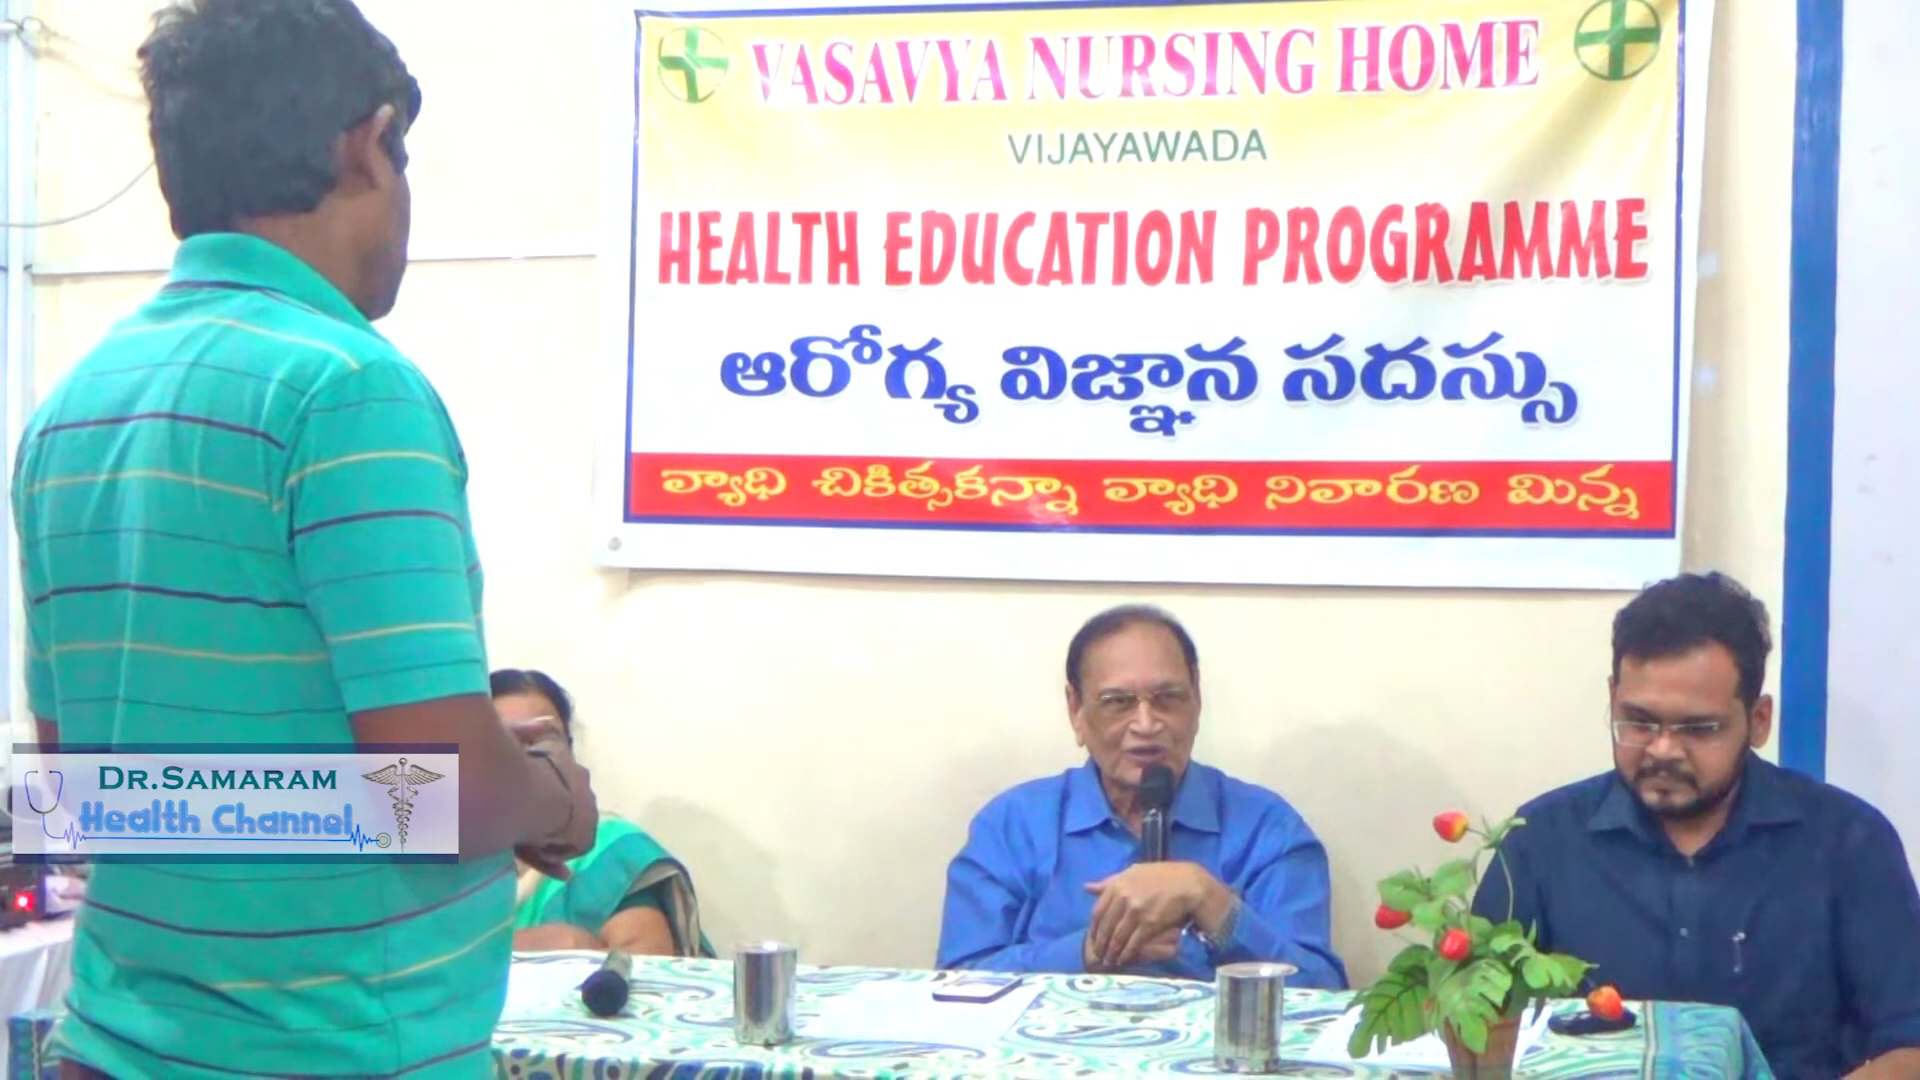 VASAVYA NURSING HOME
VIJAYAWADA
HEALTH EDUCATION PROGRAMME
ఆరోగ్య విజ్ఞాన సదస్సు
వ్యాధి చికిత్సకన్నా వ్యాధి నివారణ మిన్న
DR.SAMARAM
Health Channel